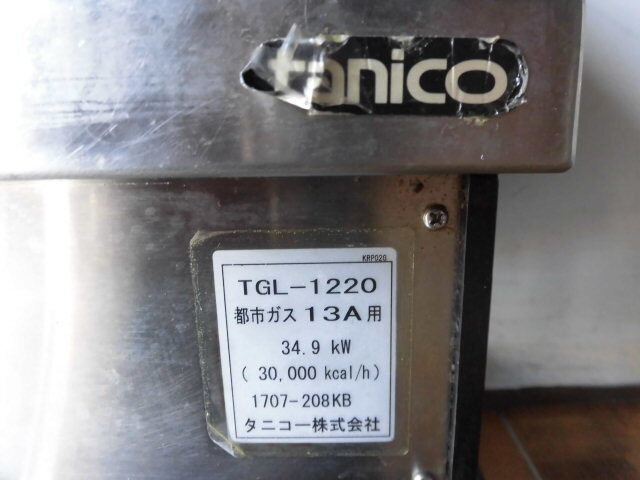 tanico
KRP02G
TGL-1220
都市ガス 13A用
34.9 kW
( 30,000 kcal/h)
1707-208KB
タニコー株式会社